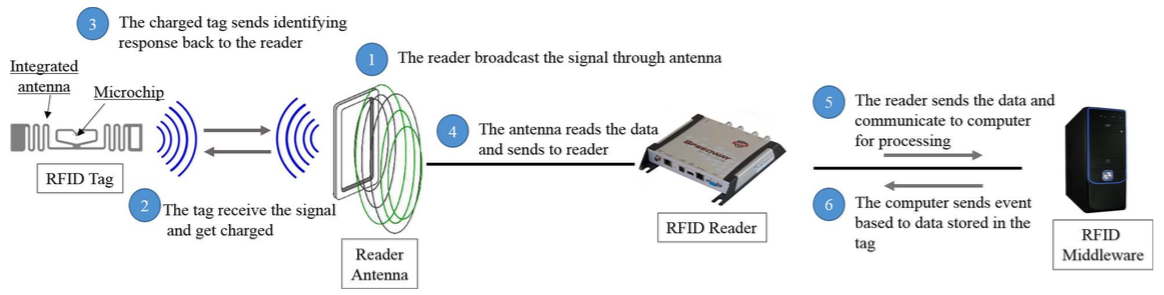 3
The charged tag sends identifying
response back to the reader
1
The reader broadcast the signal through antenna
Integrated
antenna
Microchip
RFID Tag
2
The tag receive the signal
and get charged
Reader
Antenna
4
The antenna reads the data
and sends to reader
SPEEDWAY
RFID Reader
5
The reader sends the data and
communicate to computer
for processing
6
The computer sends event
based to data stored in the
tag
RFID
Middleware